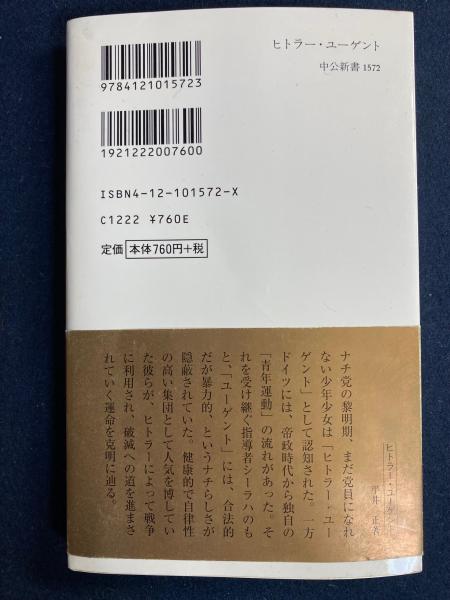 ヒトラー・ユーゲント
中公新書 1572
9784121015723
1921222007600
ISBN4-12-101572-X
C1222 ¥760E
定価 本体760円+税
ヒトラー・ユーゲント
平井 正著
ナチ党の黎明期、まだ党員になれ
ない少年少女は「ヒトラー・ユー
ゲント」として認知された。一方
ドイツには、帝政時代から独自の
「青年運動」の流れがあった。そ
れを受け継ぐ指導者シーラハのも
と、「ユーゲント」には、合法的
だが暴力的、というナチらしさが
隠蔽されていた。健康的で自律性
の高い集団として人気を博してい
た彼らが、ヒトラーによって戦争
に利用され、破滅への道を進まさ
れていく運命を克明に辿る。